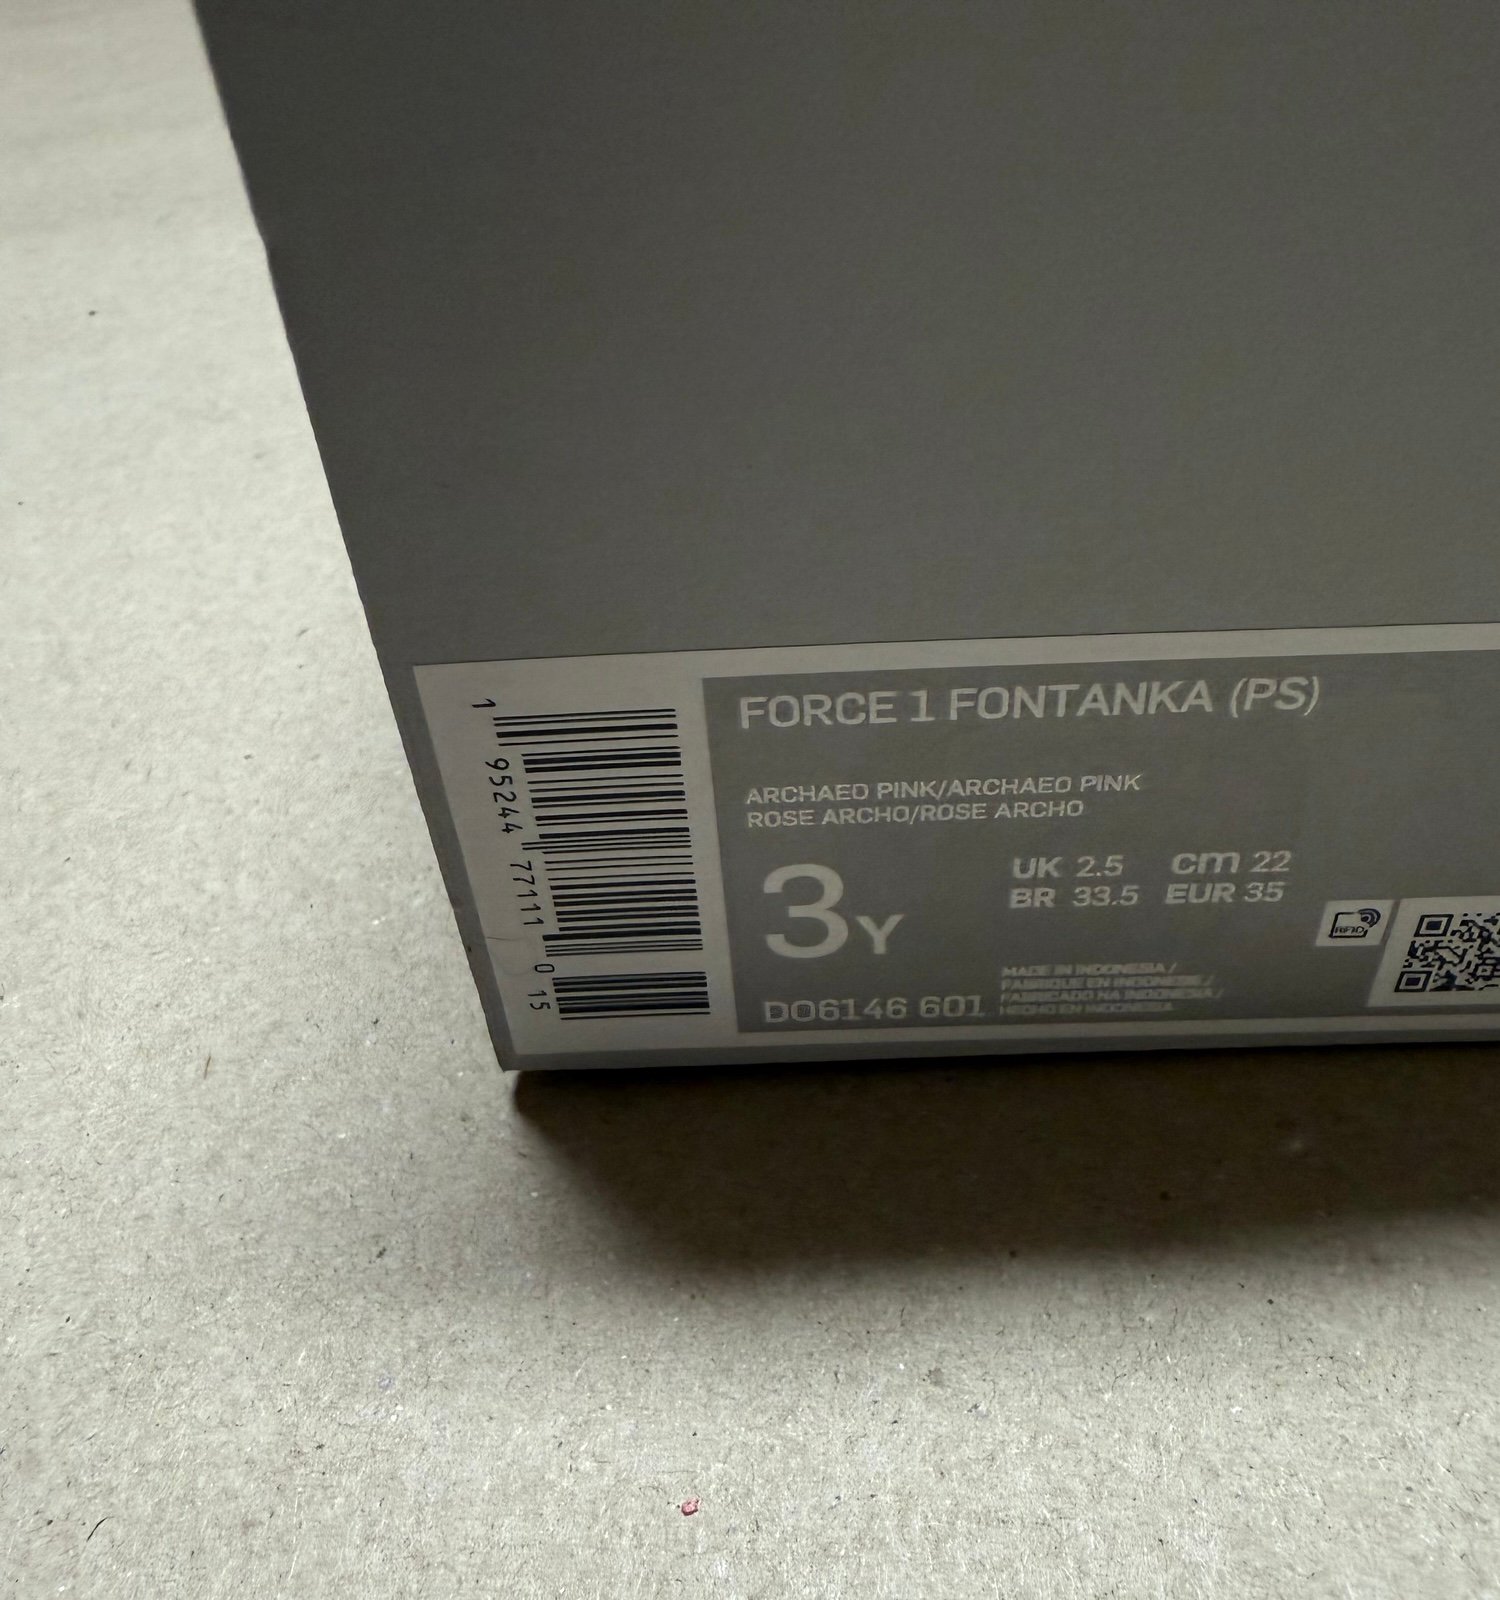 FORCE 1 FONTANKA (PS)
ARCHAEO PINK/ARCHAEO PINK
ROSE ARCHO/ROSE ARCHO
3Y
UK 2.5 cm 22
BR 33.5 EUR 35
DO6146 601
MADE IN INDONESIA /
FABRIQUE EN INDONESIE /
FABRICADO NA INDONESIA /
HECHO EN INDONESIA
RFID
1 95244 77111 0 15